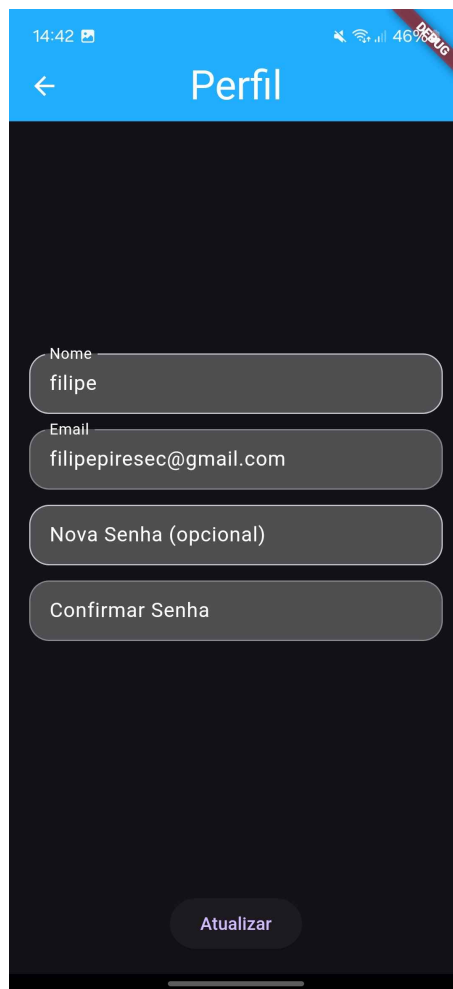 14:42 46%
DEBUG
Perfil
Nome
filipe
Email
filipepiresec@gmail.com
Nova Senha (opcional)
Confirmar Senha
Atualizar